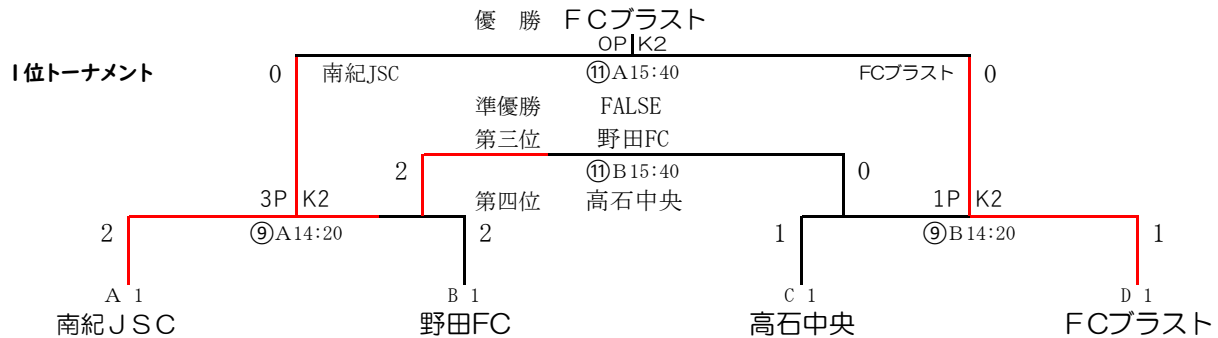 優 勝 ＦＣブラスト
0P K2
1位トーナメント 0 南紀JSC ⑪A15:40 FCブラスト 0
準優勝 FALSE
第三位 野田FC
2 ⑪B15:40 0
3P K2 第四位 高石中央 1P K2
2 ⑨A14:20 2 1 ⑨B14:20 1
A 1 B 1 C 1 D 1
南紀ＪＳＣ 野田FC 高石中央 ＦＣブラスト